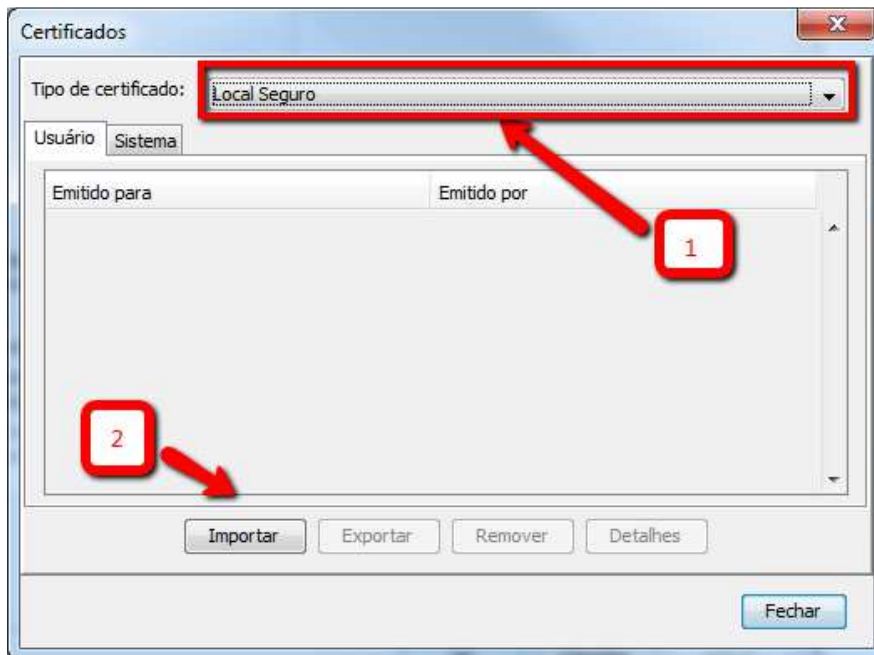 Certificados
Tipo de certificado: Local Seguro
Usuário Sistema
Emitido para Emitido por
1
2
Importar Exportar Remover Detalhes
Fechar